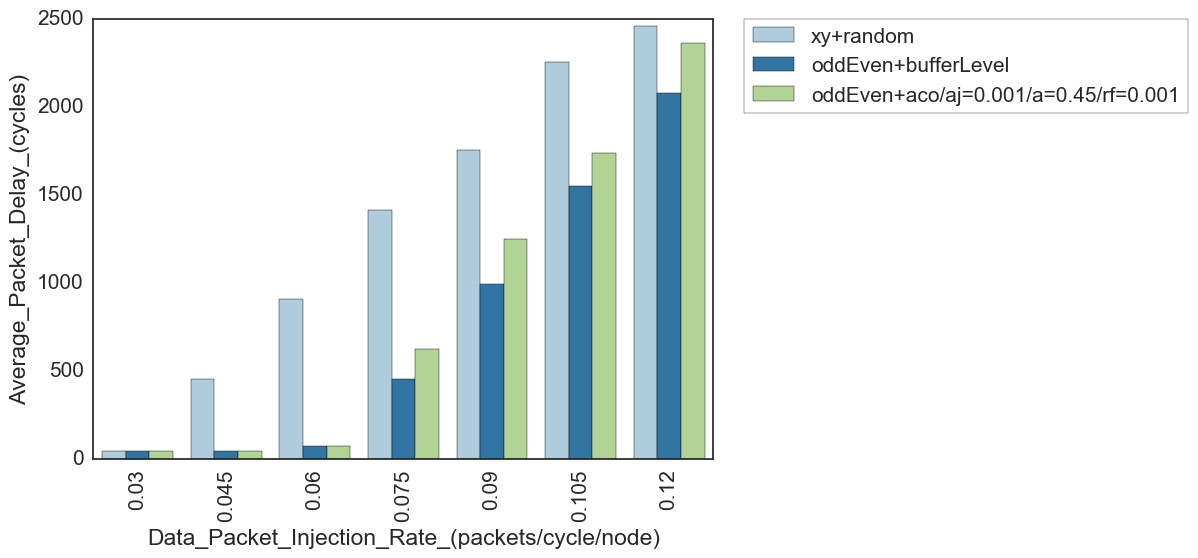 2500
2000
1500
1000
500
0
Average_Packet_Delay_(cycles)
0.03
0.045
0.06
0.075
0.09
0.105
0.12
Data_Packet_Injection_Rate_(packets/cycle/node)
xy+random
oddEven+bufferLevel
oddEven+aco/aj=0.001/a=0.45/rf=0.001